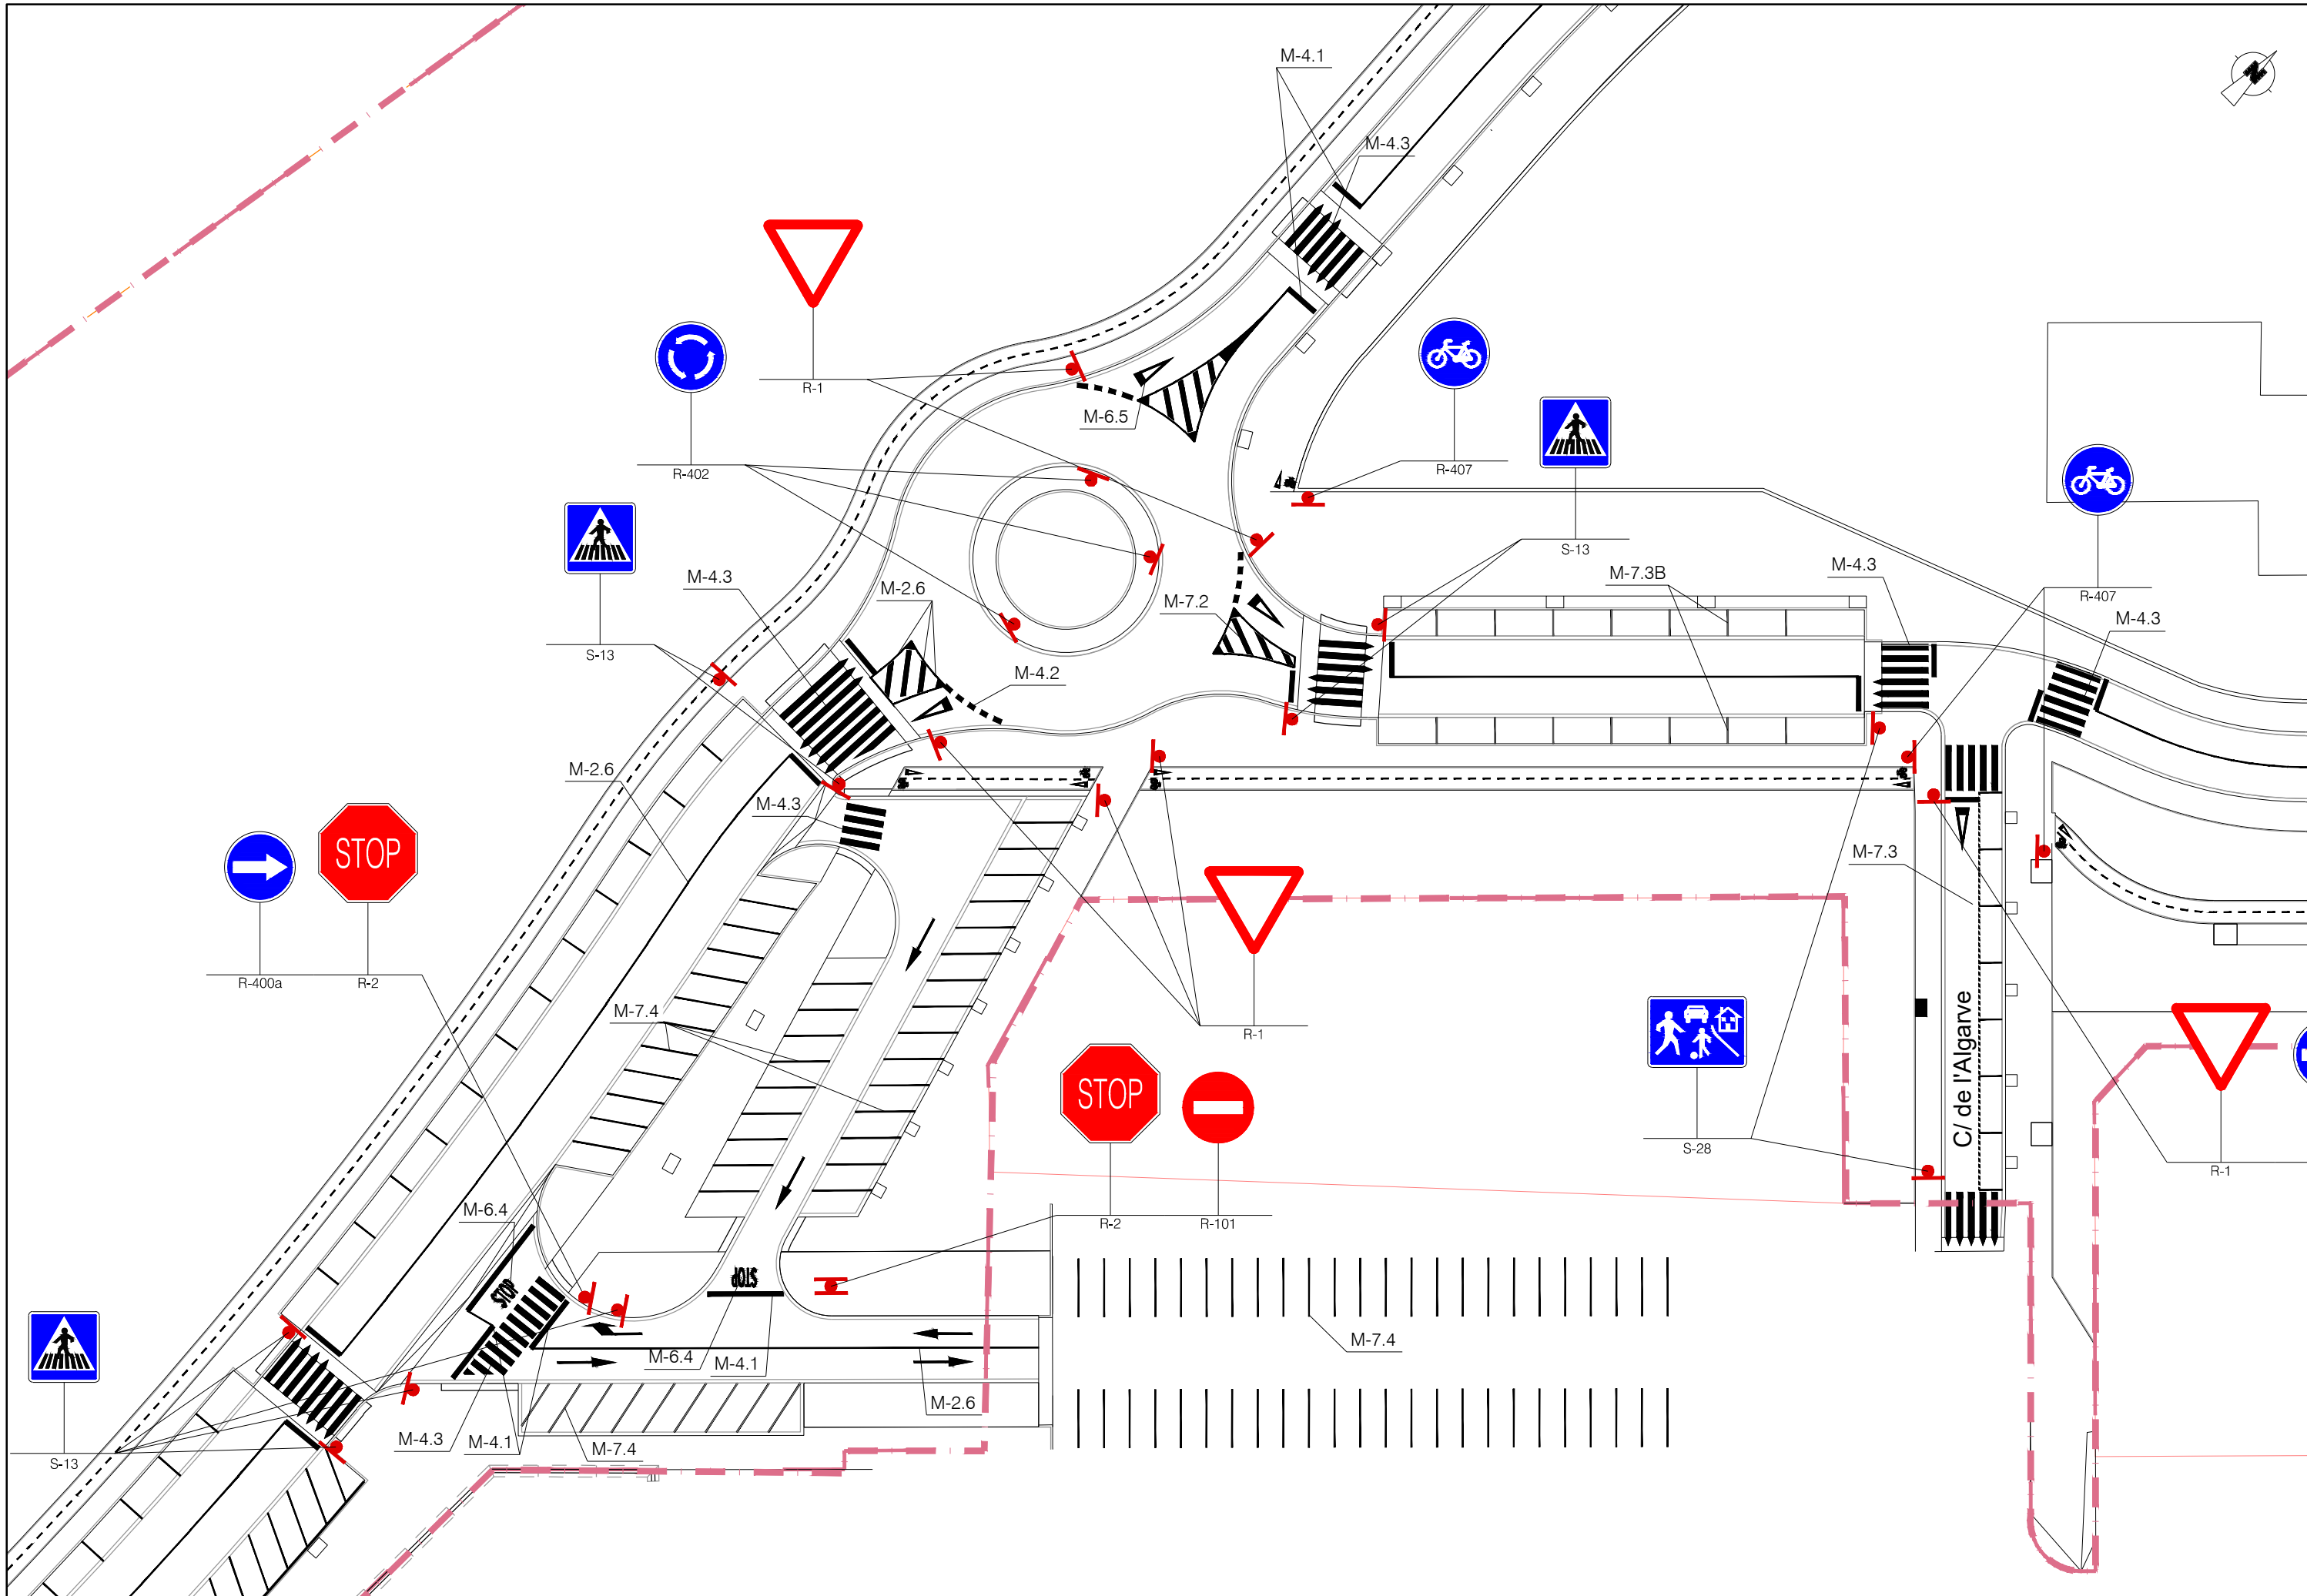 M-4.1
N
M-4.3
R-1
M-6.5
R-402
R-407
S-13
R-407
S-13
M-4.3
M-2.6
M-7.2
M-7.3B
M-4.3
M-4.3
M-4.2
M-2.6
M-4.3
STOP
R-400a
R-2
M-7.3
M-7.4
R-1
STOP
R-2
R-101
S-28
C/ de l'Algarve
R-1
M-6.4
STOP
STOP
M-6.4
M-4.1
M-7.4
M-2.6
S-13
M-4.3
M-4.1
M-7.4